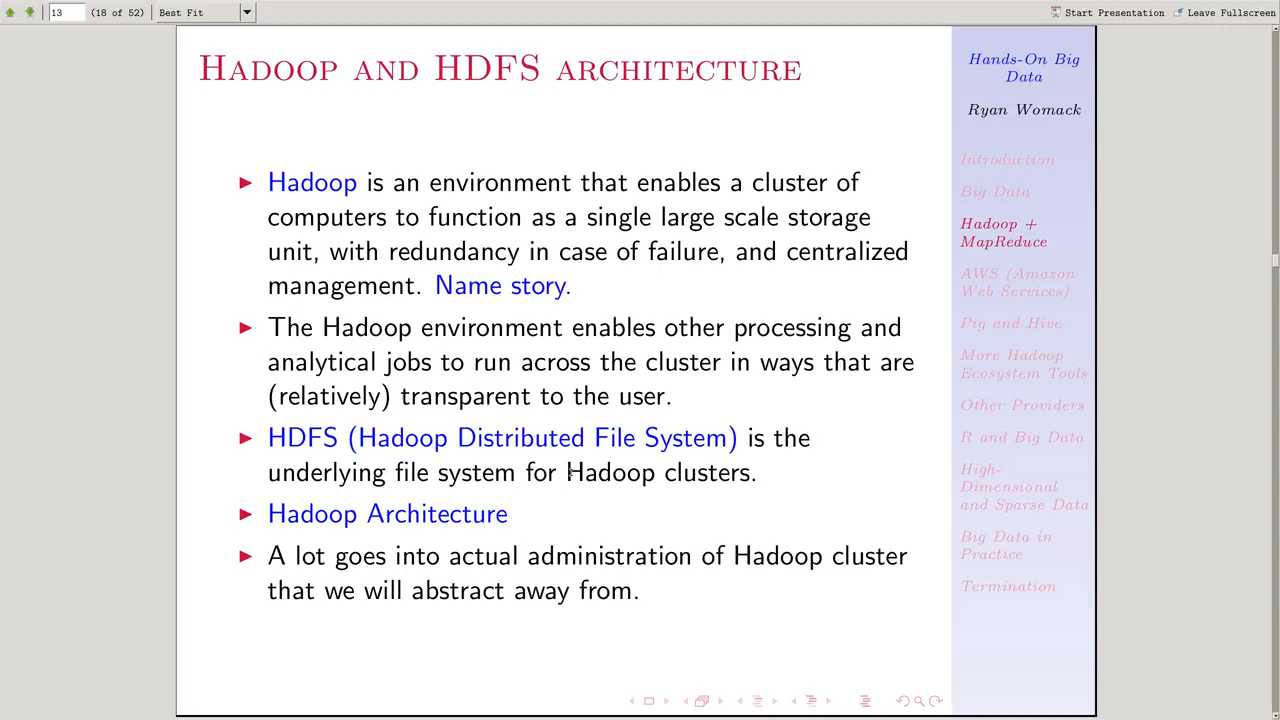 13 (18 of 52) Best Fit Start Presentation Leave Fullscreen
HADOOP AND HDFS ARCHITECTURE
Hadoop is an environment that enables a cluster of
computers to function as a single large scale storage
unit, with redundancy in case of failure, and centralized
management. Name story.
The Hadoop environment enables other processing and
analytical jobs to run across the cluster in ways that are
(relatively) transparent to the user.
HDFS (Hadoop Distributed File System) is the
underlying file system for Hadoop clusters.
Hadoop Architecture
A lot goes into actual administration of Hadoop cluster
that we will abstract away from.
Hands-On Big
Data
Ryan Womack
Introduction
Big Data
Hadoop +
MapReduce
AWS (Amazon
Web Services)
Pig and Hive
More Hadoop
Ecosystem Tools
Other Providers
R and Big Data
High-
Dimensional
and Sparse Data
Big Data in
Practice
Termination